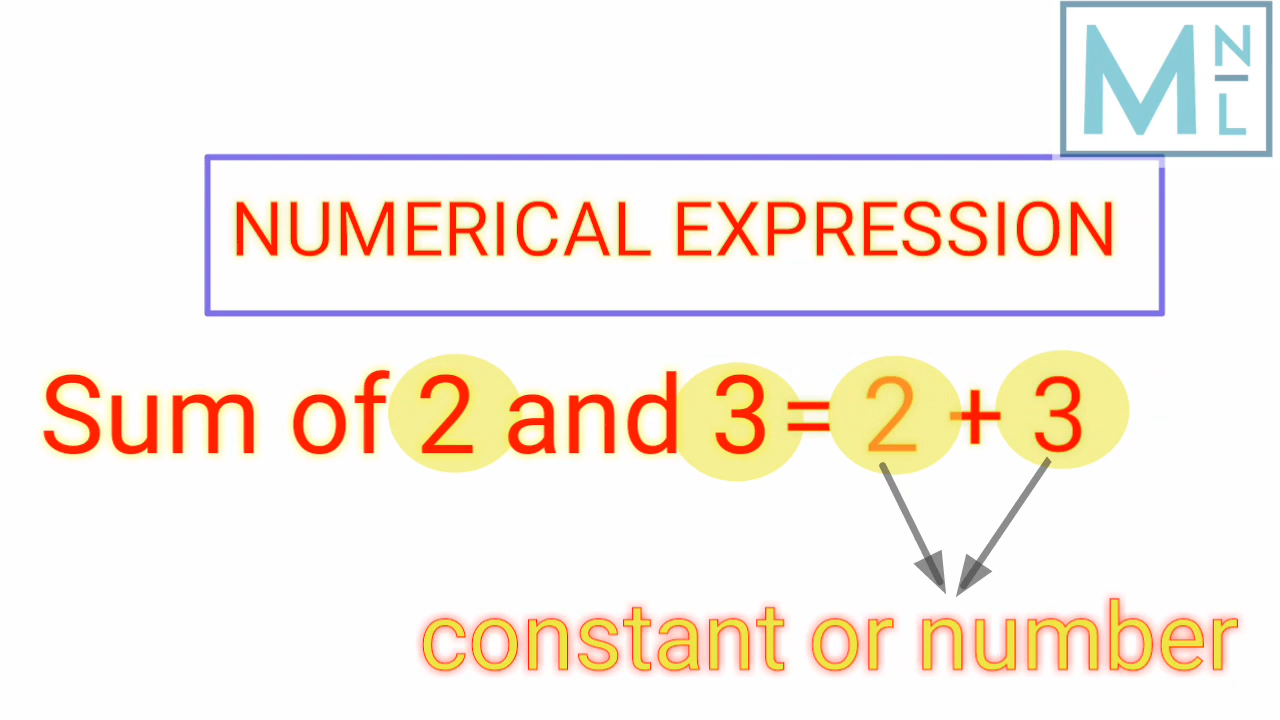 M N L
NUMERICAL EXPRESSION
Sum of 2 and 3 = 2 + 3
constant or number